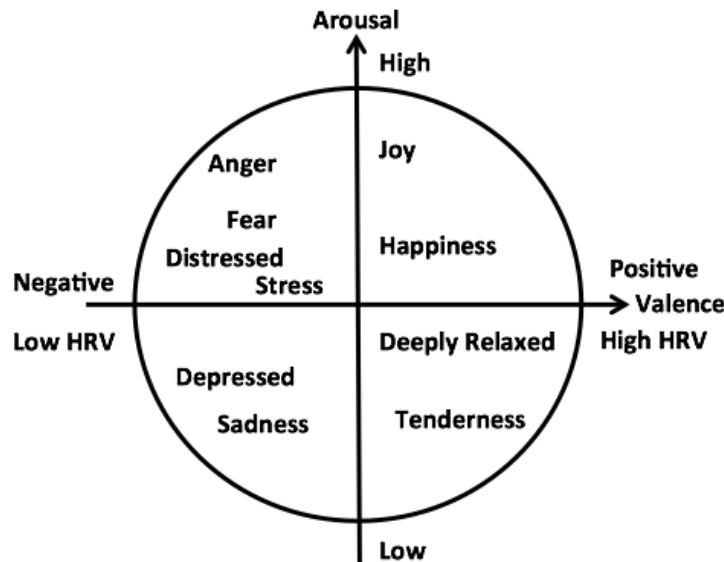 Arousal
High
Anger
Joy
Fear
Happiness
Distressed
Stress
Negative
Positive
Valence
Low HRV
Deeply Relaxed
High HRV
Depressed
Sadness
Tenderness
Low